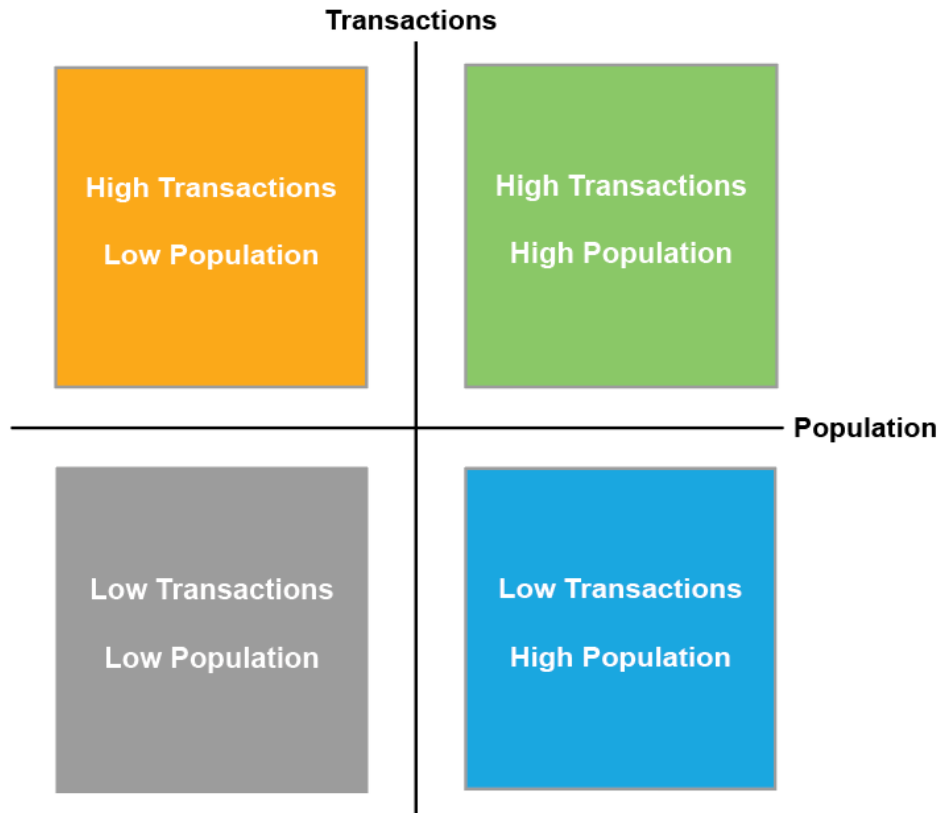 Transactions
High Transactions
Low Population
High Transactions
High Population
Population
Low Transactions
Low Population
Low Transactions
High Population